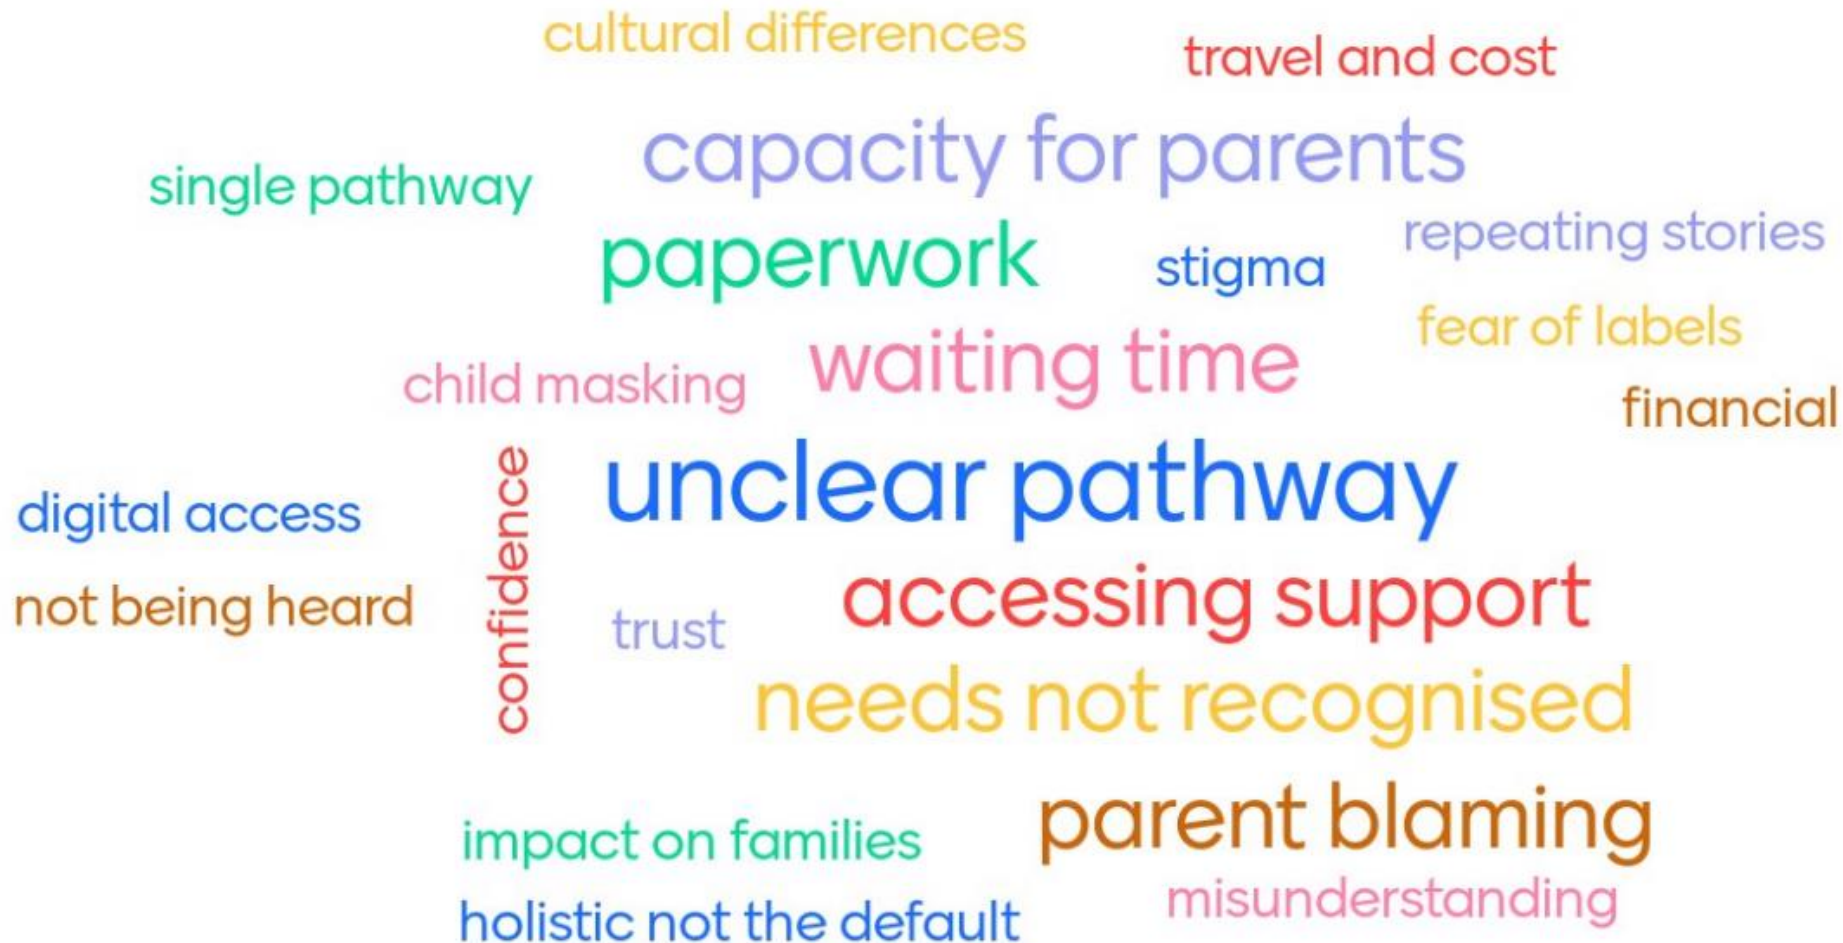 cultural differences
travel and cost
capacity for parents
single pathway
paperwork
stigma
repeating stories
fear of labels
waiting time
child masking
financial
unclear pathway
confidence
digital access
not being heard
trust
accessing support
needs not recognised
parent blaming
impact on families
misunderstanding
holistic not the default